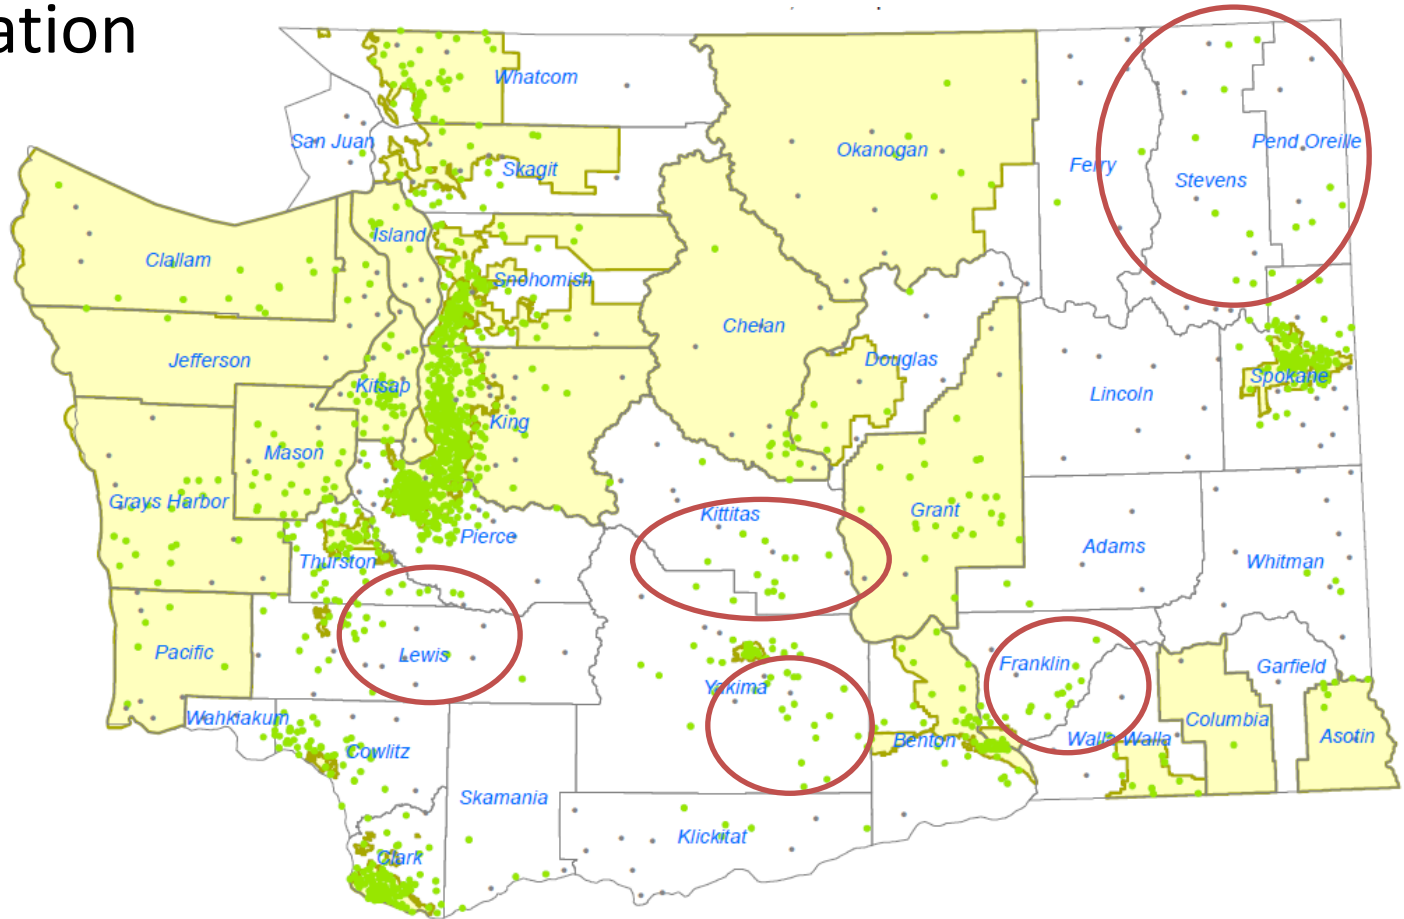 ation
Whatcom
San Juan
Skagit
Okanogan
Ferry
Stevens
Pend Oreille
Island
Clallam
Snohomish
Chelan
Jefferson
Kitsap
Douglas
Lincoln
Spokane
King
Mason
Grays Harbor
Kittitas
Grant
Pierce
Adams
Whitman
Thurston
Pacific
Lewis
Yakima
Franklin
Garfield
Wahkiakum
Cowlitz
Benton
Walla Walla
Columbia
Asotin
Skamania
Klickitat
Clark